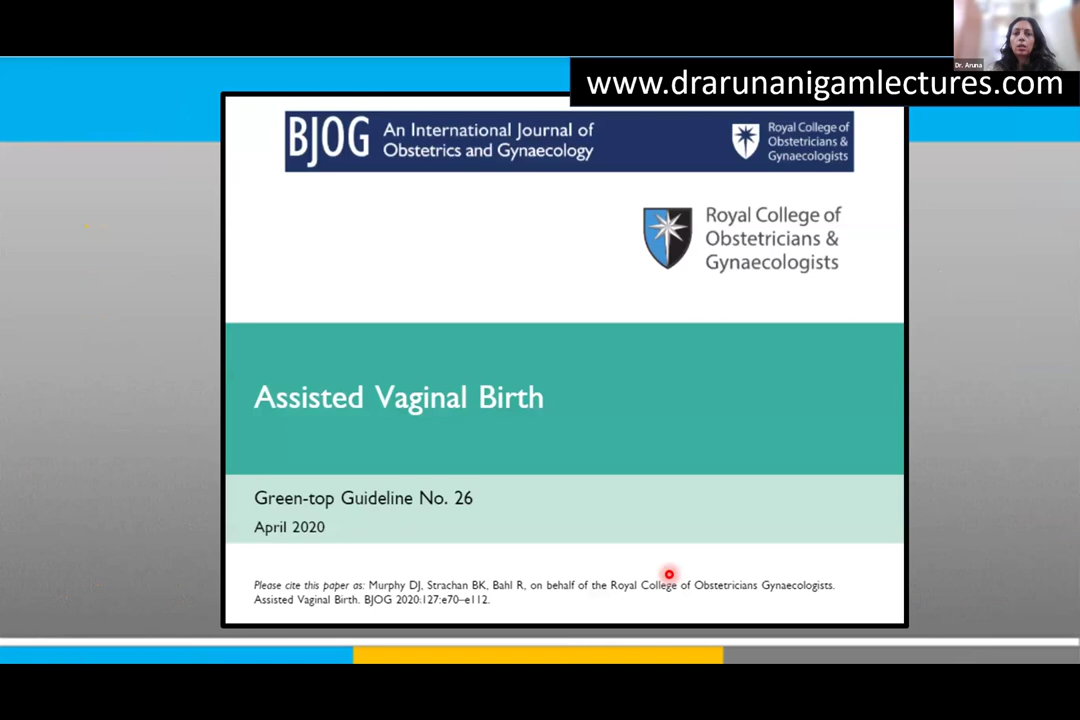 Dr. Aruna
www.drarunanigamlectures.com
BJOG An International Journal of
Obstetrics and Gynaecology
Royal College of
Obstetricians &
Gynaecologists
Royal College of
Obstetricians &
Gynaecologists
Assisted Vaginal Birth
Green-top Guideline No. 26
April 2020
Please cite this paper as: Murphy DJ, Strachan BK, Bahl R, on behalf of the Royal College of Obstetricians Gynaecologists.
Assisted Vaginal Birth. BJOG 2020;127:e70–e112.